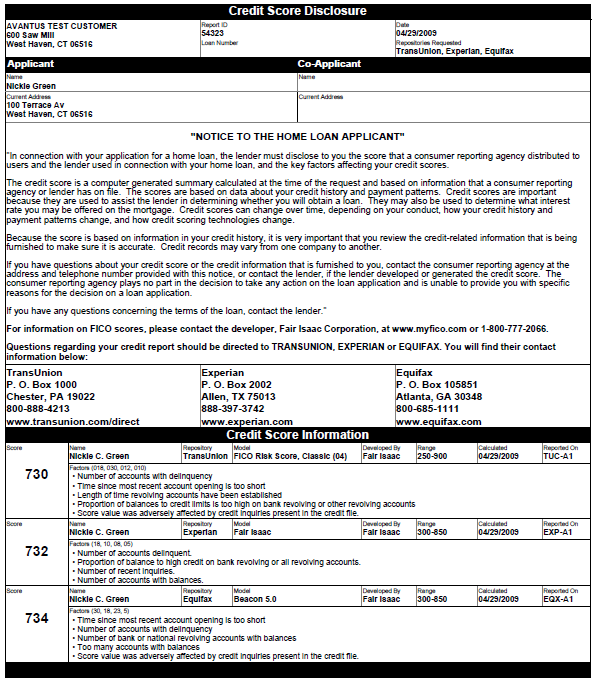 Credit Score Disclosure
AVANTUS TEST CUSTOMER
600 Saw Mill
West Haven, CT 06516
Report ID
54323
Loan Number
Date
04/29/2009
Repositories Requested
TransUnion, Experian, Equifax
Applicant
Co-Applicant
Name
Nickie Green
Name
Current Address
100 Terrace Av
West Haven, CT 06516
Current Address
"NOTICE TO THE HOME LOAN APPLICANT"
"In connection with your application for a home loan, the lender must disclose to you the score that a consumer reporting agency distributed to
users and the lender used in connection with your home loan, and the key factors affecting your credit scores.
The credit score is a computer generated summary calculated at the time of the request and based on information that a consumer reporting
agency or lender has on file. The scores are based on data about your credit history and payment patterns. Credit scores are important
because they are used to assist the lender in determining whether you will obtain a loan. They may also be used to determine what interest
rate you may be offered on the mortgage. Credit scores can change over time, depending on your conduct, how your credit history and
payment patterns change, and how credit scoring technologies change.
Because the score is based on information in your credit history, it is very important that you review the credit-related information that is being
furnished to make sure it is accurate. Credit records may vary from one company to another.
If you have questions about your credit score or the credit information that is furnished to you, contact the consumer reporting agency at the
address and telephone number provided with this notice, or contact the lender, if the lender developed or generated the credit score. The
consumer reporting agency plays no part in the decision to take any action on the loan application and is unable to provide you with specific
reasons for the decision on a loan application.
If you have any questions concerning the terms of the loan, contact the lender."
For information on FICO scores, please contact the developer, Fair Isaac Corporation, at www.myfico.com or 1-800-777-2066.
Questions regarding your credit report should be directed to TRANSUNION, EXPERIAN or EQUIFAX. You will find their contact
information below:
TransUnion
P. O. Box 1000
Chester, PA 19022
800-888-4213
www.transunion.com/direct
Experian
P. O. Box 2002
Allen, TX 75013
888-397-3742
www.experian.com
Equifax
P. O. Box 105851
Atlanta, GA 30348
800-685-1111
www.equifax.com
Credit Score Information
Score Name Repository Model Developed By Range Calculated Reported On
730 Nickie C. Green TransUnion FICO Risk Score, Classic (04) Fair Isaac 250-900 04/29/2009 TUC-A1
Factors (018, 030, 012, 010)
• Number of accounts with delinquency
• Time since most recent account opening is too short
• Length of time revolving accounts have been established
• Proportion of balances to credit limits is too high on bank revolving or other revolving accounts
• Score value was adversely affected by credit inquiries present in the credit file.
Score Name Repository Model Developed By Range Calculated Reported On
732 Nickie C. Green Experian Fair Isaac Fair Isaac 300-850 04/29/2009 EXP-A1
Factors (18, 10, 08, 05)
• Number of accounts delinquent.
• Proportion of balance to high credit on bank revolving or all revolving accounts.
• Number of recent inquiries.
• Number of accounts with balances.
Score Name Repository Model Developed By Range Calculated Reported On
734 Nickie C. Green Equifax Beacon 5.0 Fair Isaac 300-850 04/29/2009 EQX-A1
Factors (30, 18, 23, 5)
• Time since most recent account opening is too short
• Number of accounts with delinquency
• Number of bank or national revolving accounts with balances
• Too many accounts with balances
• Score value was adversely affected by credit inquiries present in the credit file.